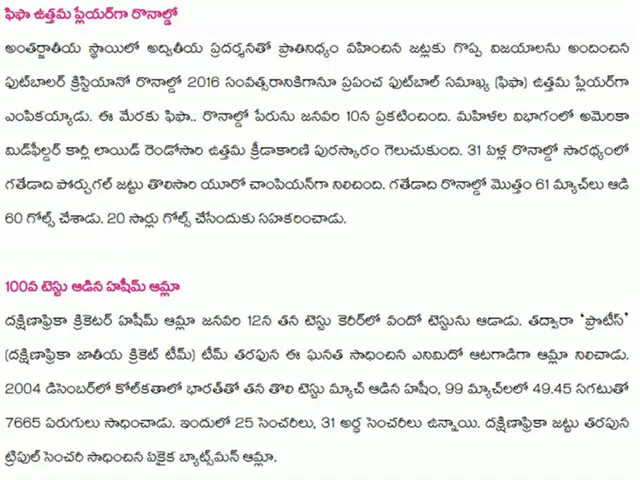 ఫిఫా ఉత్తమ ప్లేయర్‌గా రొనాల్డో
అంతర్జాతీయ స్థాయిలో అద్వితీయ ప్రదర్శనతో ప్రాతినిధ్యం వహించిన జట్లకు గొప్ప విజయాలను అందించిన
ఫుట్‌బాలర్ క్రిస్టియానో రొనాల్డో 2016 సంవత్సరానికిగానూ ప్రపంచ ఫుట్‌బాల్ సమాఖ్య (ఫిఫా) ఉత్తమ ప్లేయర్‌గా
ఎంపికయ్యాడు. ఈ మేరకు ఫిఫా.. రొనాల్డో పేరును జనవరి 10న ప్రకటించింది. మహిళల విభాగంలో అమెరికా
మిడ్‌ఫీల్డర్ కార్లి లాయిడ్ రెండోసారి ఉత్తమ క్రీడాకారిణి పురస్కారం గెలుచుకుంది. 31 ఏళ్ల రొనాల్డో సారథ్యంలో
గతేడాది పోర్చుగల్ జట్టు తొలిసారి యూరో చాంపియన్‌గా నిలిచింది. గతేడాది రొనాల్డో మొత్తం 61 మ్యాచ్‌లు ఆడి
60 గోల్స్ చేశాడు. 20 సార్లు గోల్స్ చేసేందుకు సహకరించాడు.
100వ టెస్టు ఆడిన హషీమ్ ఆమ్లా
దక్షిణాఫ్రికా క్రికెటర్ హషీమ్ ఆమ్లా జనవరి 12న తన టెస్టు కెరీర్‌లో వందో టెస్టును ఆడాడు. తద్వారా 'ప్రొటీస్'
(దక్షిణాఫ్రికా జాతీయ క్రికెట్ టీమ్) టీమ్ తరపున ఈ ఘనత సాధించిన ఎనిమిదో ఆటగాడిగా ఆమ్లా నిలిచాడు.
2004 డిసెంబర్‌లో కోల్‌కతాలో భారత్‌తో తన తొలి టెస్టు మ్యాచ్ ఆడిన హషీం, 99 మ్యాచ్‌లలో 49.45 సగటుతో
7665 పరుగులు సాధించాడు. ఇందులో 25 సెంచరీలు, 31 అర్ధ సెంచరీలు ఉన్నాయి. దక్షిణాఫ్రికా జట్టు తరపున
ట్రిపుల్ సెంచరీ సాధించిన ఏకైక బ్యాట్స్‌మన్ ఆమ్లా.